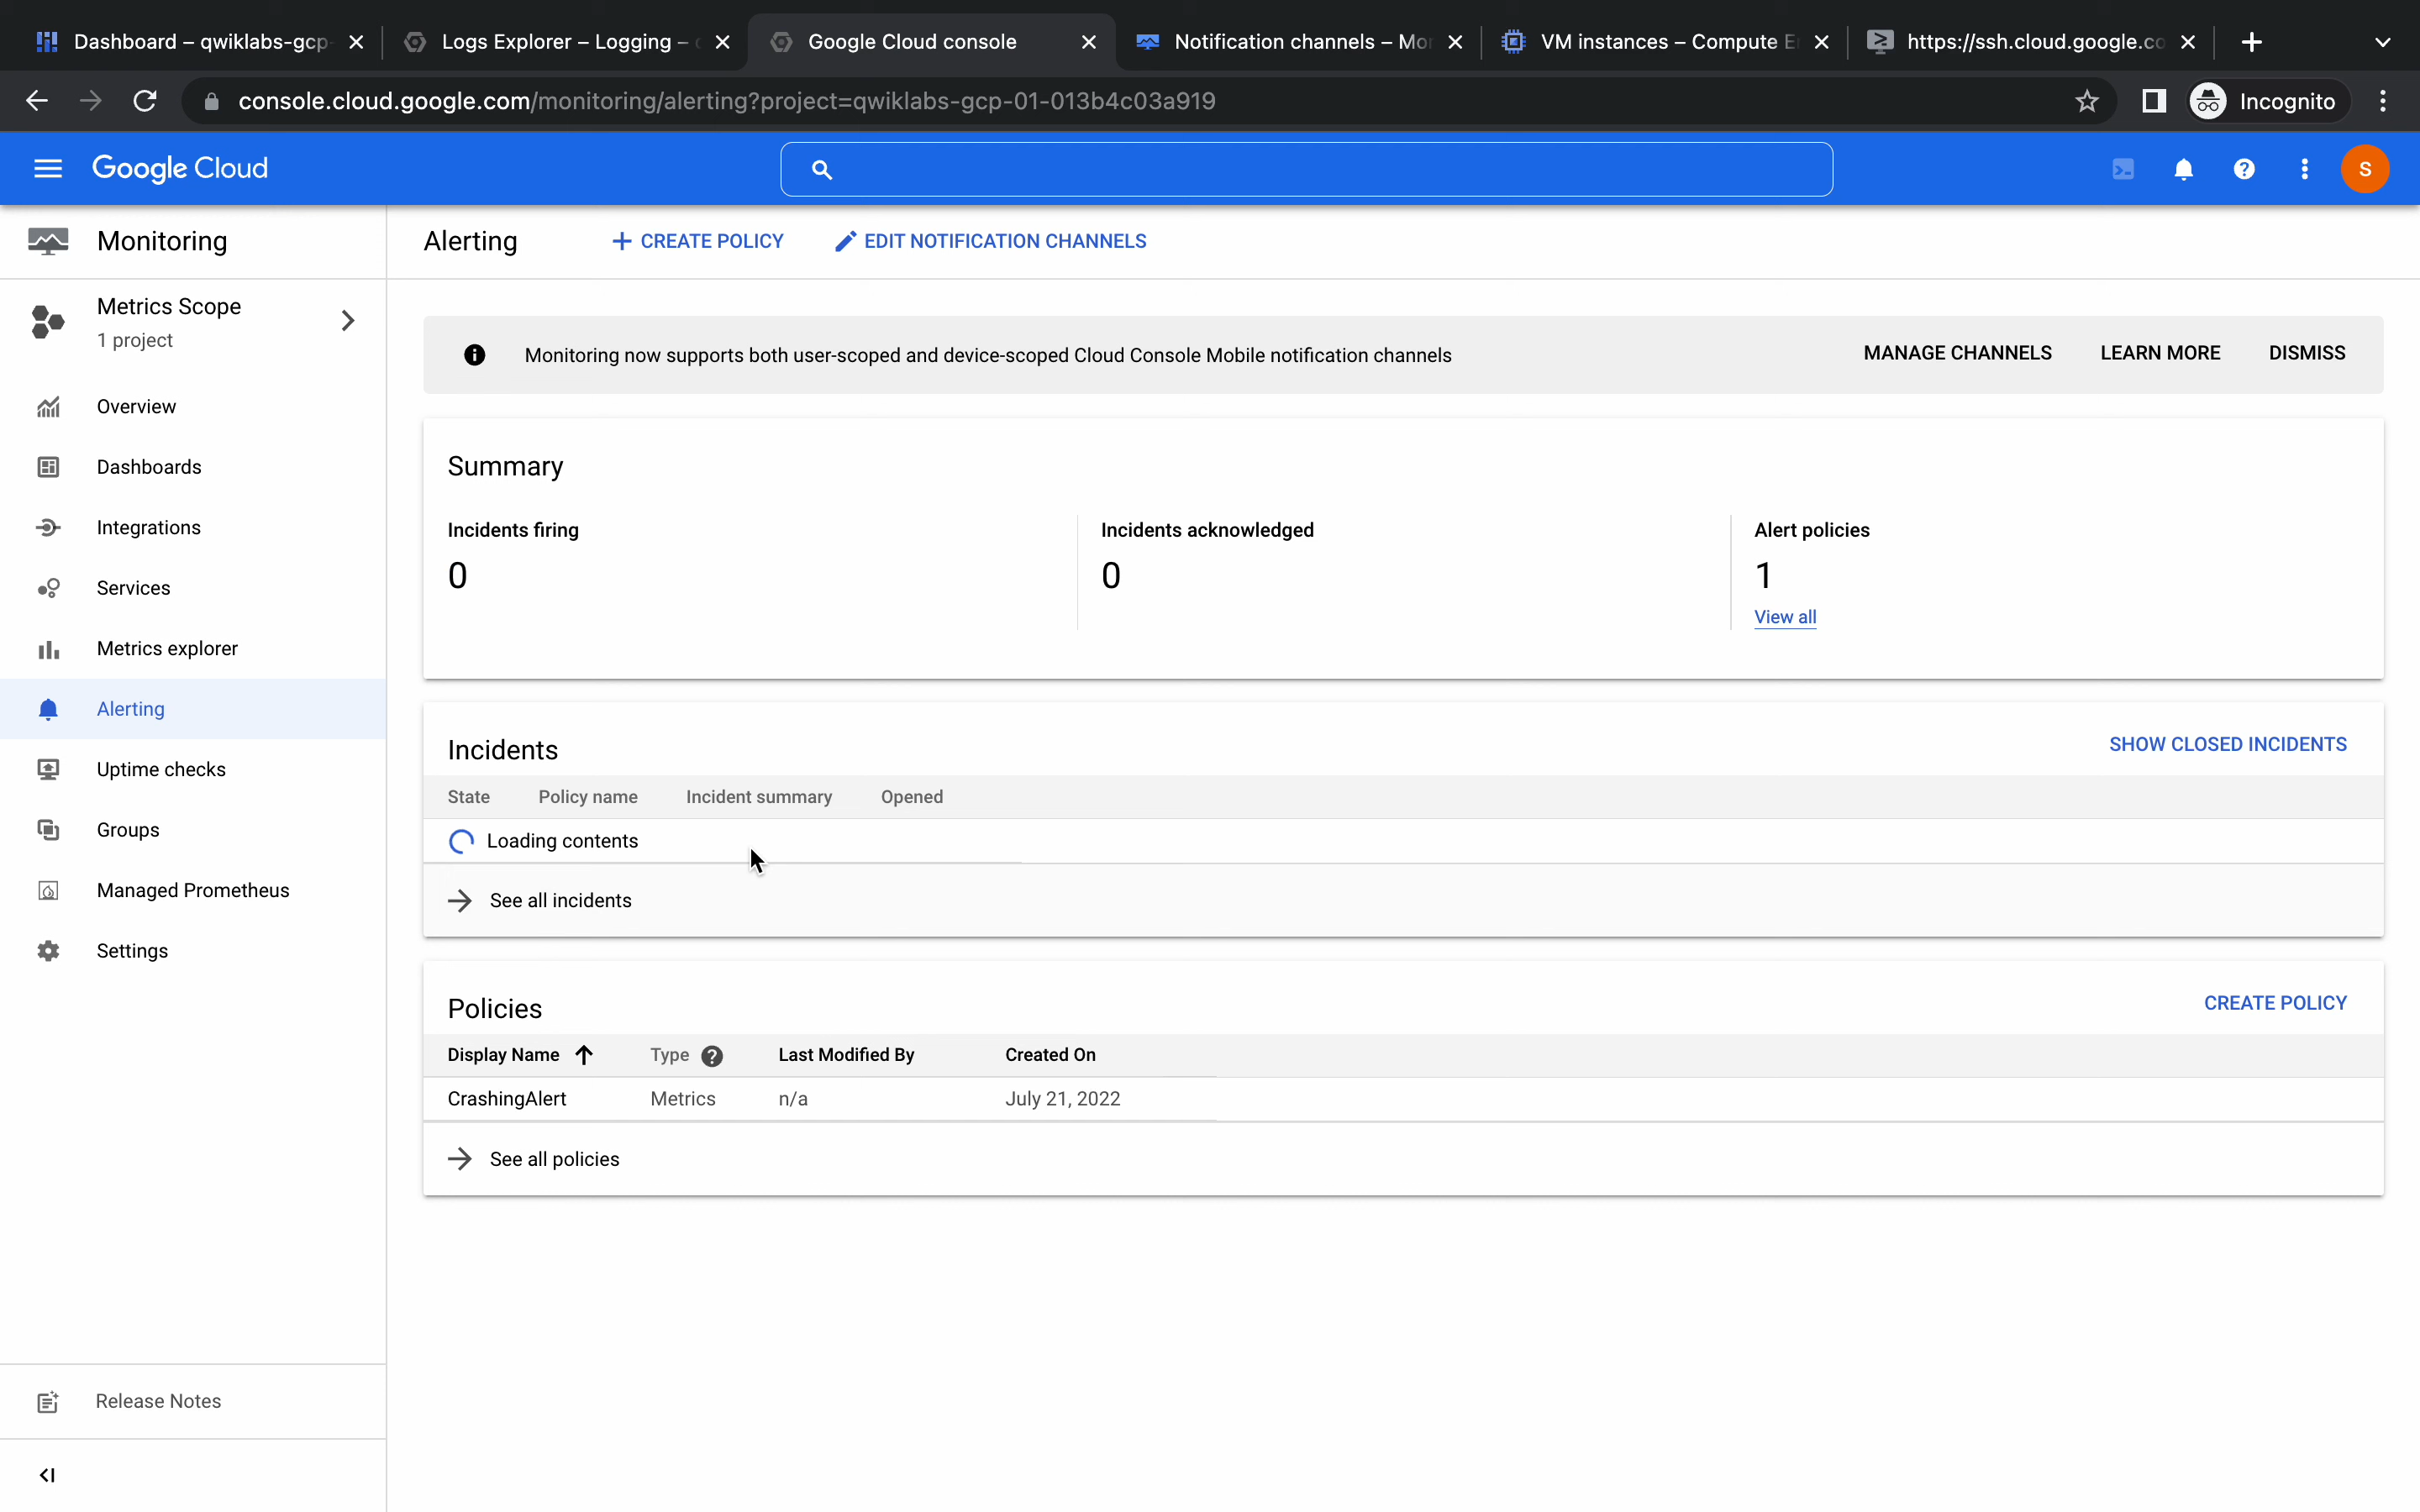 Dashboard – qwiklabs-gcp-
Logs Explorer – Logging –
Google Cloud console
Notification channels – Mor
VM instances – Compute E
https://ssh.cloud.google.co
console.cloud.google.com/monitoring/alerting?project=qwiklabs-gcp-01-013b4c03a919
Incognito
Google Cloud
S
Monitoring
Alerting
CREATE POLICY
EDIT NOTIFICATION CHANNELS
Metrics Scope
1 project
Overview
Dashboards
Integrations
Services
Metrics explorer
Alerting
Uptime checks
Groups
Managed Prometheus
Settings
Release Notes
Monitoring now supports both user-scoped and device-scoped Cloud Console Mobile notification channels
MANAGE CHANNELS
LEARN MORE
DISMISS
Summary
Incidents firing
0
Incidents acknowledged
0
Alert policies
1
View all
Incidents
SHOW CLOSED INCIDENTS
State Policy name Incident summary Opened
Loading contents
See all incidents
Policies
CREATE POLICY
Display Name Type Last Modified By Created On
CrashingAlert Metrics n/a July 21, 2022
See all policies